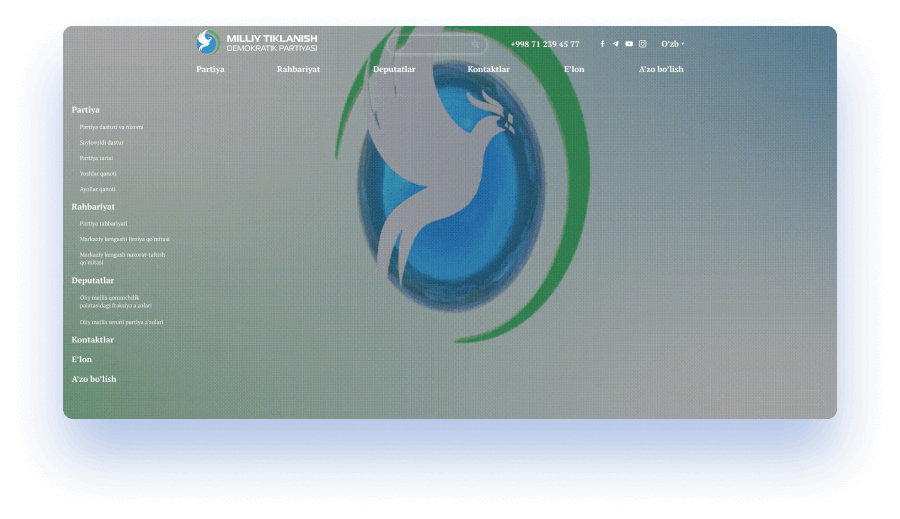 MILLIY TIKLANISH
DEMOKRATIK PARTIYASI
+998 71 239 45 77
O'zb
Partiya
Rahbariyat
Deputatlar
Kontaktlar
E'lon
A'zo bo'lish
Partiya
Partiya dasturi va nizomi
Saylovoldi dastur
Partiya tarixi
Yoshlar qanoti
Ayollar qanoti
Rahbariyat
Partiya rahbariyati
Markaziy kengashi ijroiya qo'mitasi
Markaziy kengash nazorat-taftish
qo'mitasi
Deputatlar
Oliy majlis qonunchilik
palatasidagi fraksiya a'zolari
Oliy majlis senati partiya a'zolari
Kontaktlar
E'lon
A'zo bo'lish